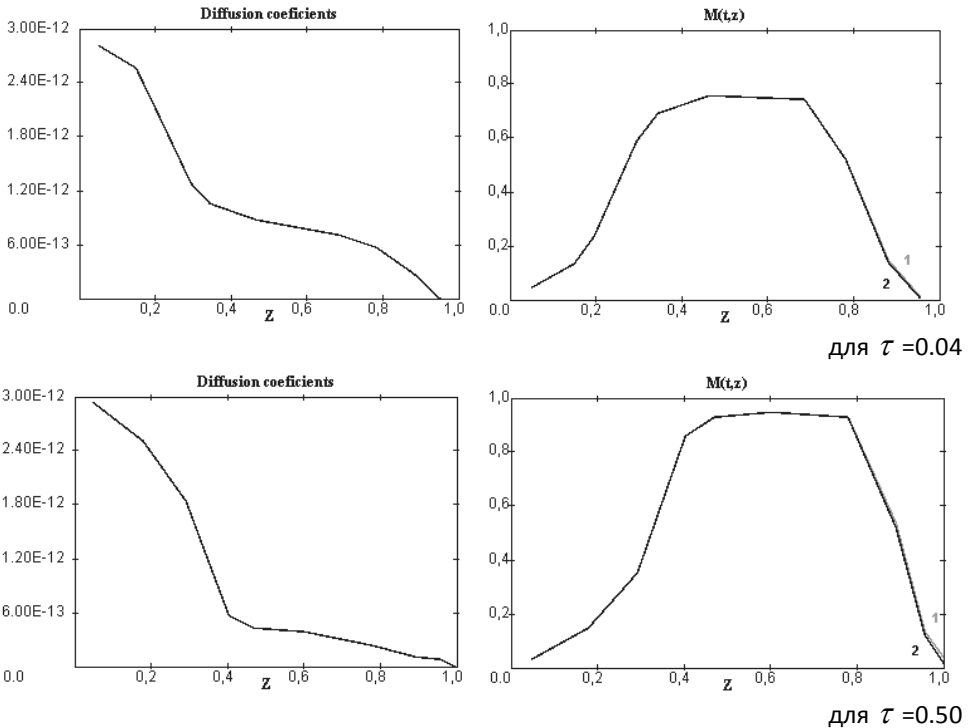 Diffusion coeficients
3.00E-12
2.40E-12
1.80E-12
1.20E-12
6.00E-13
0.0
0,2
0,4
0,6
0,8
1,0
Z
M(t,z)
1,0
0,8
0,6
0,4
0,2
0.0
0,2
0,4
0,6
0,8
1,0
Z
1
2
для τ =0.04
Diffusion coeficients
3.00E-12
2.40E-12
1.80E-12
1.20E-12
6.00E-13
0.0
0,2
0,4
0,6
0,8
1,0
Z
M(t,z)
1,0
0,8
0,6
0,4
0,2
0.0
0,2
0,4
0,6
0,8
1,0
Z
1
2
для τ =0.50